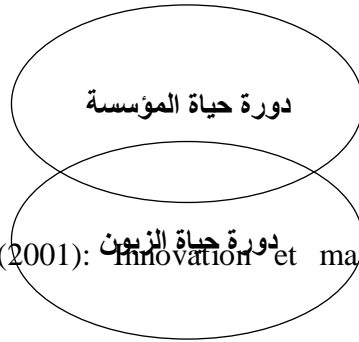 دورة حياة المؤسسة
دورة حياة الزبون
(2001): Innovation et ma